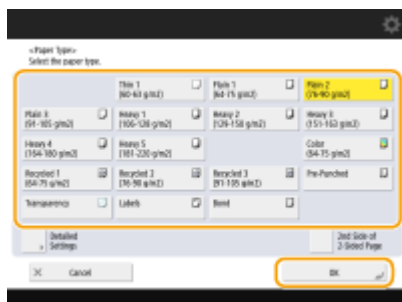 <Paper Type>
Select the paper type.
Thin 1
(60-63 g/m2)
Plain 1
(64-75 g/m2)
Plain 2
(76-90 g/m2)
Plain 3
(91-105 g/m2)
Heavy 1
(106-128 g/m2)
Heavy 2
(129-150 g/m2)
Heavy 3
(151-163 g/m2)
Heavy 4
(164-180 g/m2)
Heavy 5
(181-220 g/m2)
Color
(64-75 g/m2)
Recycled 1
(64-75 g/m2)
Recycled 2
(76-90 g/m2)
Recycled 3
(91-105 g/m2)
Pre-Punched
Transparency
Labels
Bond
Detailed
Settings
2nd Side of
2-Sided Page
Cancel
OK